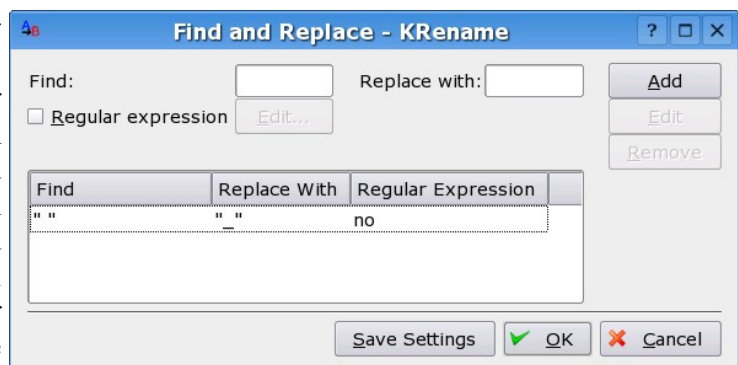 Find and Replace - KRename
?
Find:
Replace with:
Add
Regular expression
Edit...
Edit
Remove
Find Replace With Regular Expression
" " "_" no
Save Settings
OK
Cancel